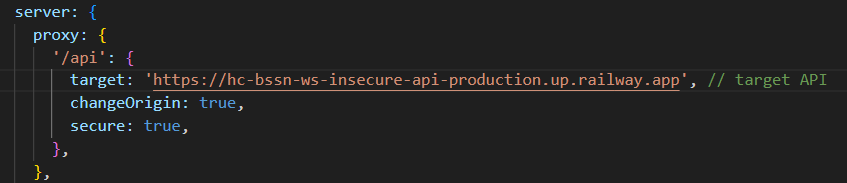 server: {
proxy: {
'/api': {
target: 'https://hc-bssn-ws-insecure-api-production.up.railway.app', // target API
changeOrigin: true,
secure: true,
},
},